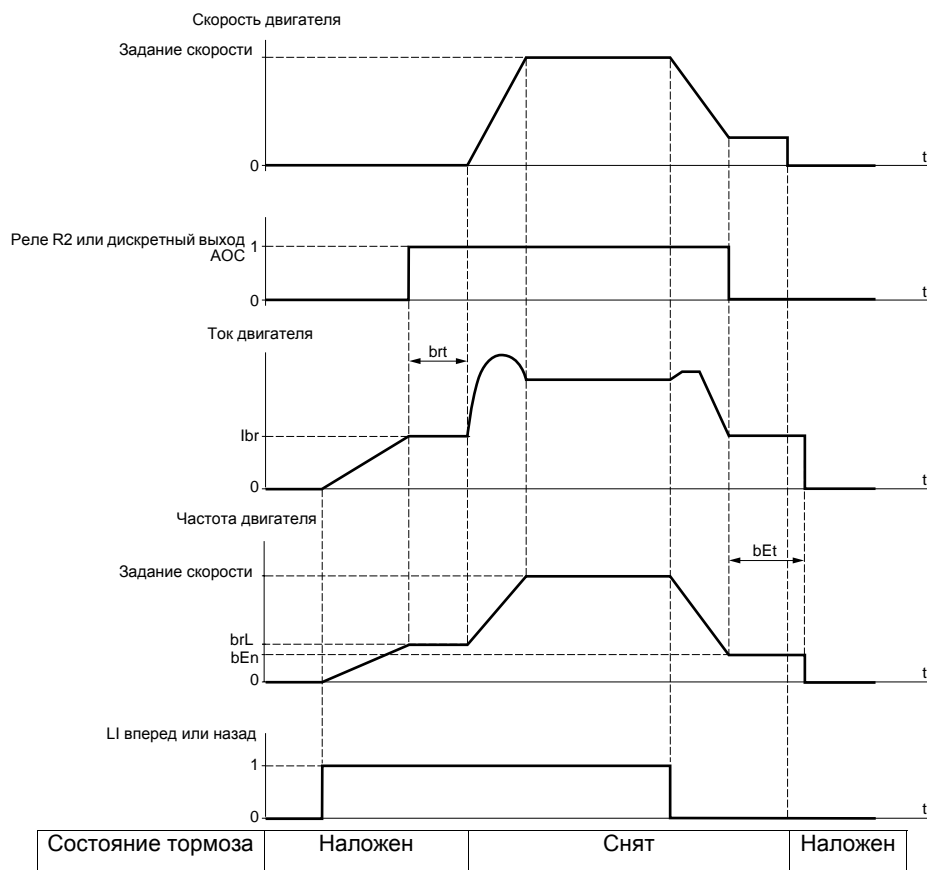 Скорость двигателя
Задание скорости
0
t
Реле R2 или дискретный выход
AOC
1
0
t
Ток двигателя
brt
Ibr
0
t
Частота двигателя
bEt
Задание скорости
brL
bEn
0
t
LI вперед или назад
1
0
t
Состояние тормоза Наложен Снят Наложен